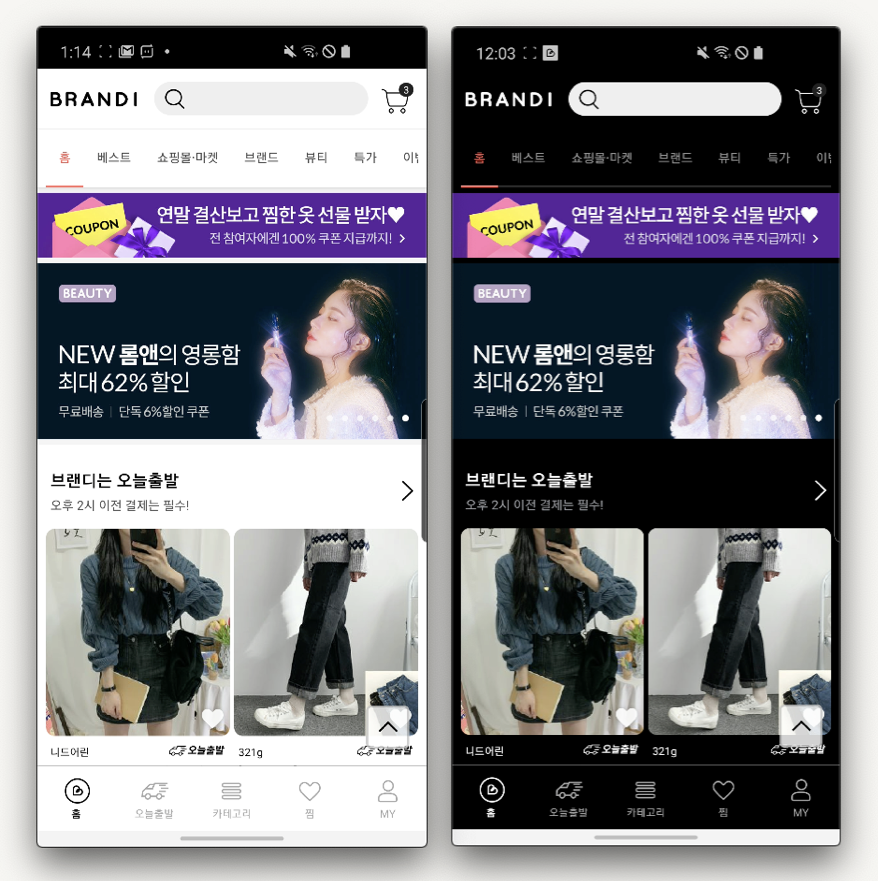 1:14
BRANDI
3
홈 베스트 쇼핑몰·마켓 브랜드 뷰티 특가
COUPON
연말 결산보고 찜한 옷 선물 받자
전 참여자에겐 100% 쿠폰 지급까지!
BEAUTY
NEW 롬앤의 영롱함
최대 62% 할인
무료배송 | 단독 6%할인 쿠폰
브랜디는 오늘출발
오후 2시 이전 결제는 필수!
니드어린 오늘출발 321g 오늘출발
홈 오늘출발 카테고리 찜 MY
12:03
BRANDI
3
홈 베스트 쇼핑몰·마켓 브랜드 뷰티 특가
COUPON
연말 결산보고 찜한 옷 선물 받자
전 참여자에겐 100% 쿠폰 지급까지!
BEAUTY
NEW 롬앤의 영롱함
최대 62% 할인
무료배송 | 단독 6%할인 쿠폰
브랜디는 오늘출발
오후 2시 이전 결제는 필수!
니드어린 오늘출발 321g 오늘출발
홈 오늘출발 카테고리 찜 MY